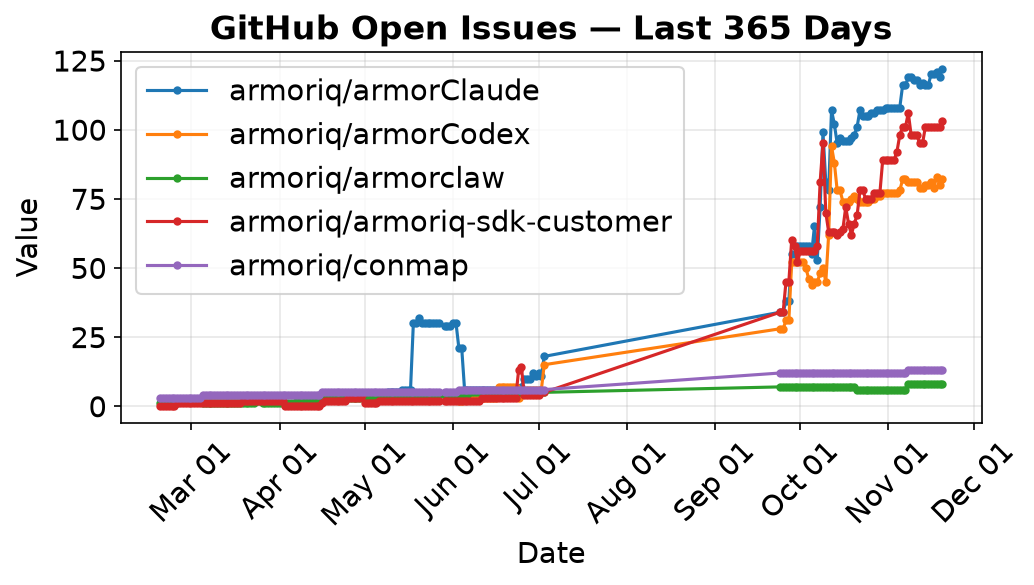 GitHub Open Issues — Last 365 Days
125
100
75
50
25
0
Value
armoriq/armorClaude
armoriq/armorCodex
armoriq/armorclaw
armoriq/armoriq-sdk-customer
armoriq/conmap
Mar 01
Apr 01
May 01
Jun 01
Jul 01
Aug 01
Sep 01
Oct 01
Nov 01
Dec 01
Date